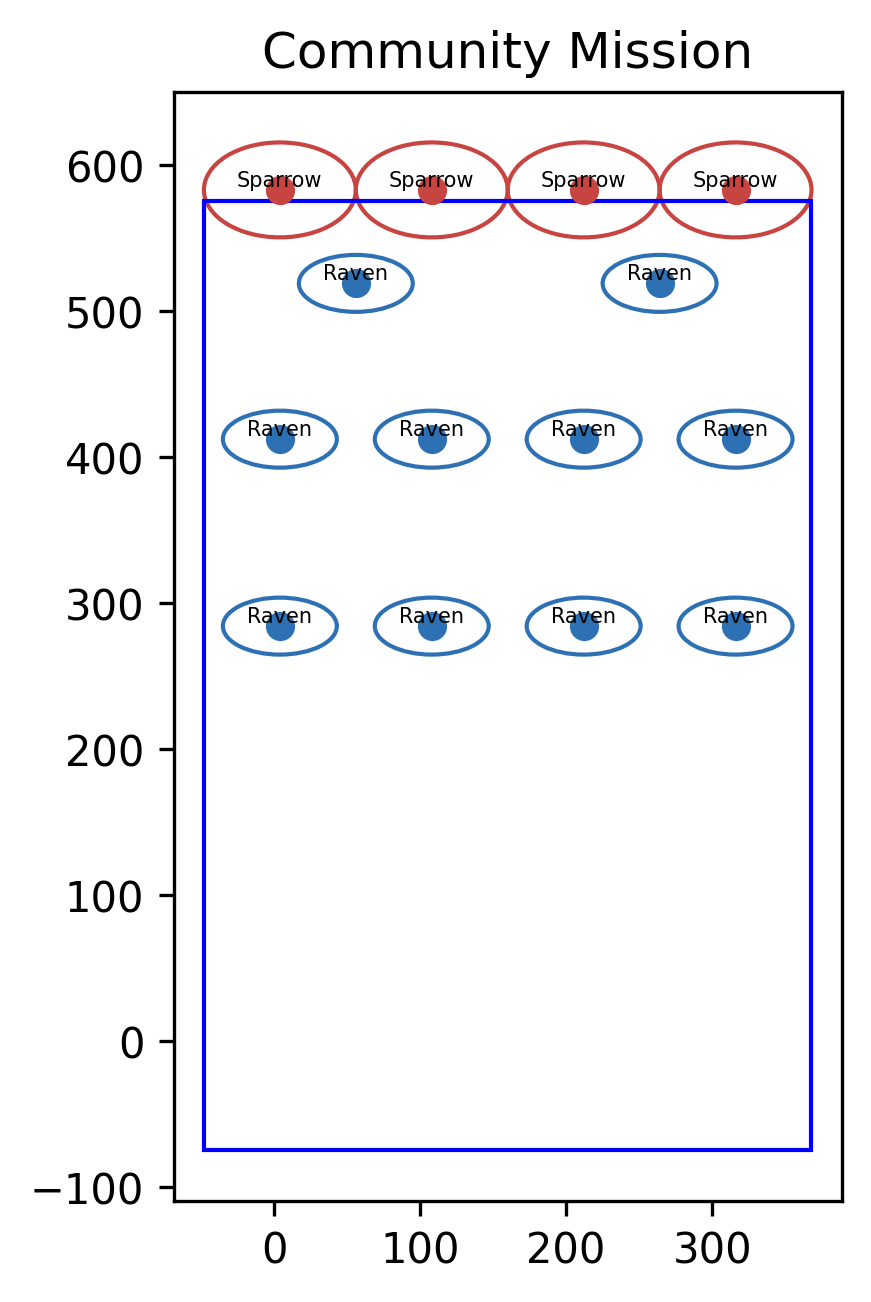 Community Mission
600
Sparrow Sparrow Sparrow Sparrow
Raven Raven
500
Raven Raven Raven Raven
400
Raven Raven Raven Raven
300
200
100
0
−100
0 100 200 300